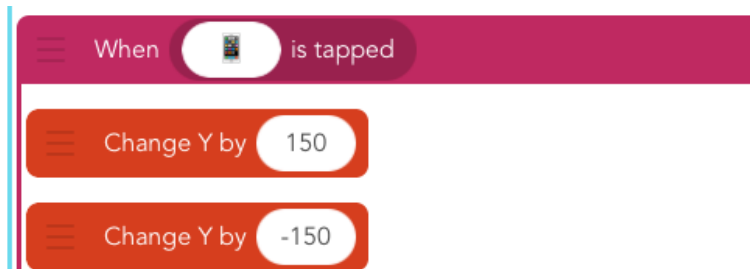 When 📱 is tapped
Change Y by 150
Change Y by -150